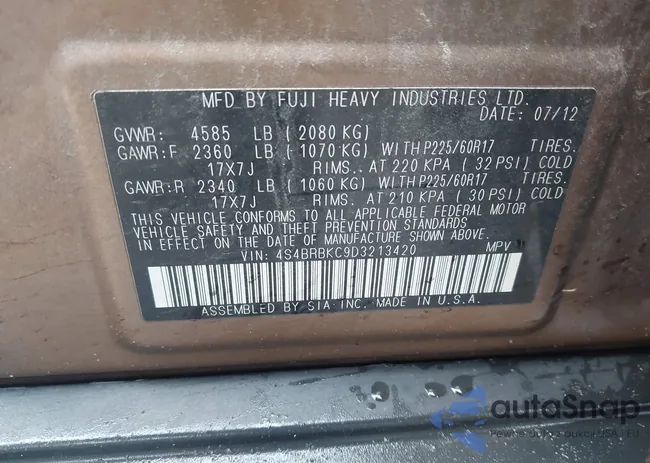 MFD BY FUJI HEAVY INDUSTRIES LTD.
DATE: 07/12
GVWR: 4585 LB (2080 KG)
GAWR:F 2360 LB (1070 KG) WITH P225/60R17 TIRES.
17X7J RIMS. AT 220 KPA (32 PSI) COLD
GAWR:R 2340 LB (1060 KG) WITH P225/60R17 TIRES.
17X7J RIMS. AT 210 KPA (30 PSI) COLD
THIS VEHICLE CONFORMS TO ALL APPLICABLE FEDERAL MOTOR
VEHICLE SAFETY AND THEFT PREVENTION STANDARDS
IN EFFECT ON THE DATE OF MANUFACTURE SHOWN ABOVE.
VIN: 4S4BRBKC9D3213420 MPV
ASSEMBLED BY SIA INC. MADE IN U.S.A.
autoSnap